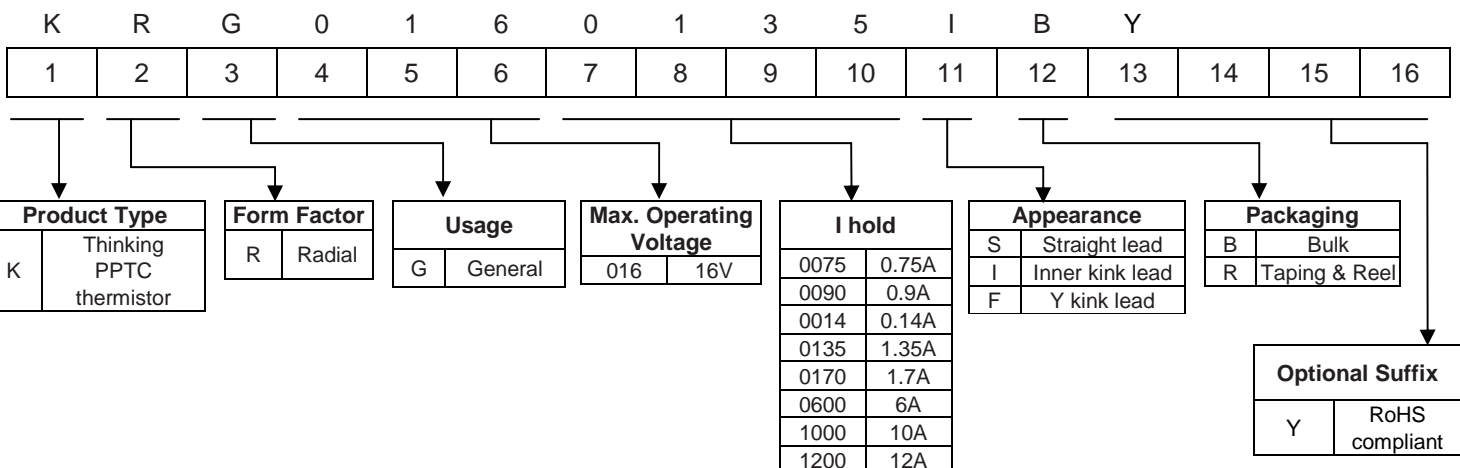 K R G 0 1 6 0 1 3 5 I B Y
1 2 3 4 5 6 7 8 9 10 11 12 13 14 15 16
Product Type
K Thinking PPTC thermistor
Form Factor
R Radial
Usage
G General
Max. Operating Voltage
016 16V
I hold
0075 0.75A
0090 0.9A
0014 0.14A
0135 1.35A
0170 1.7A
0600 6A
1000 10A
1200 12A
Appearance
S Straight lead
I Inner kink lead
F Y kink lead
Packaging
B Bulk
R Taping & Reel
Optional Suffix
Y RoHS compliant